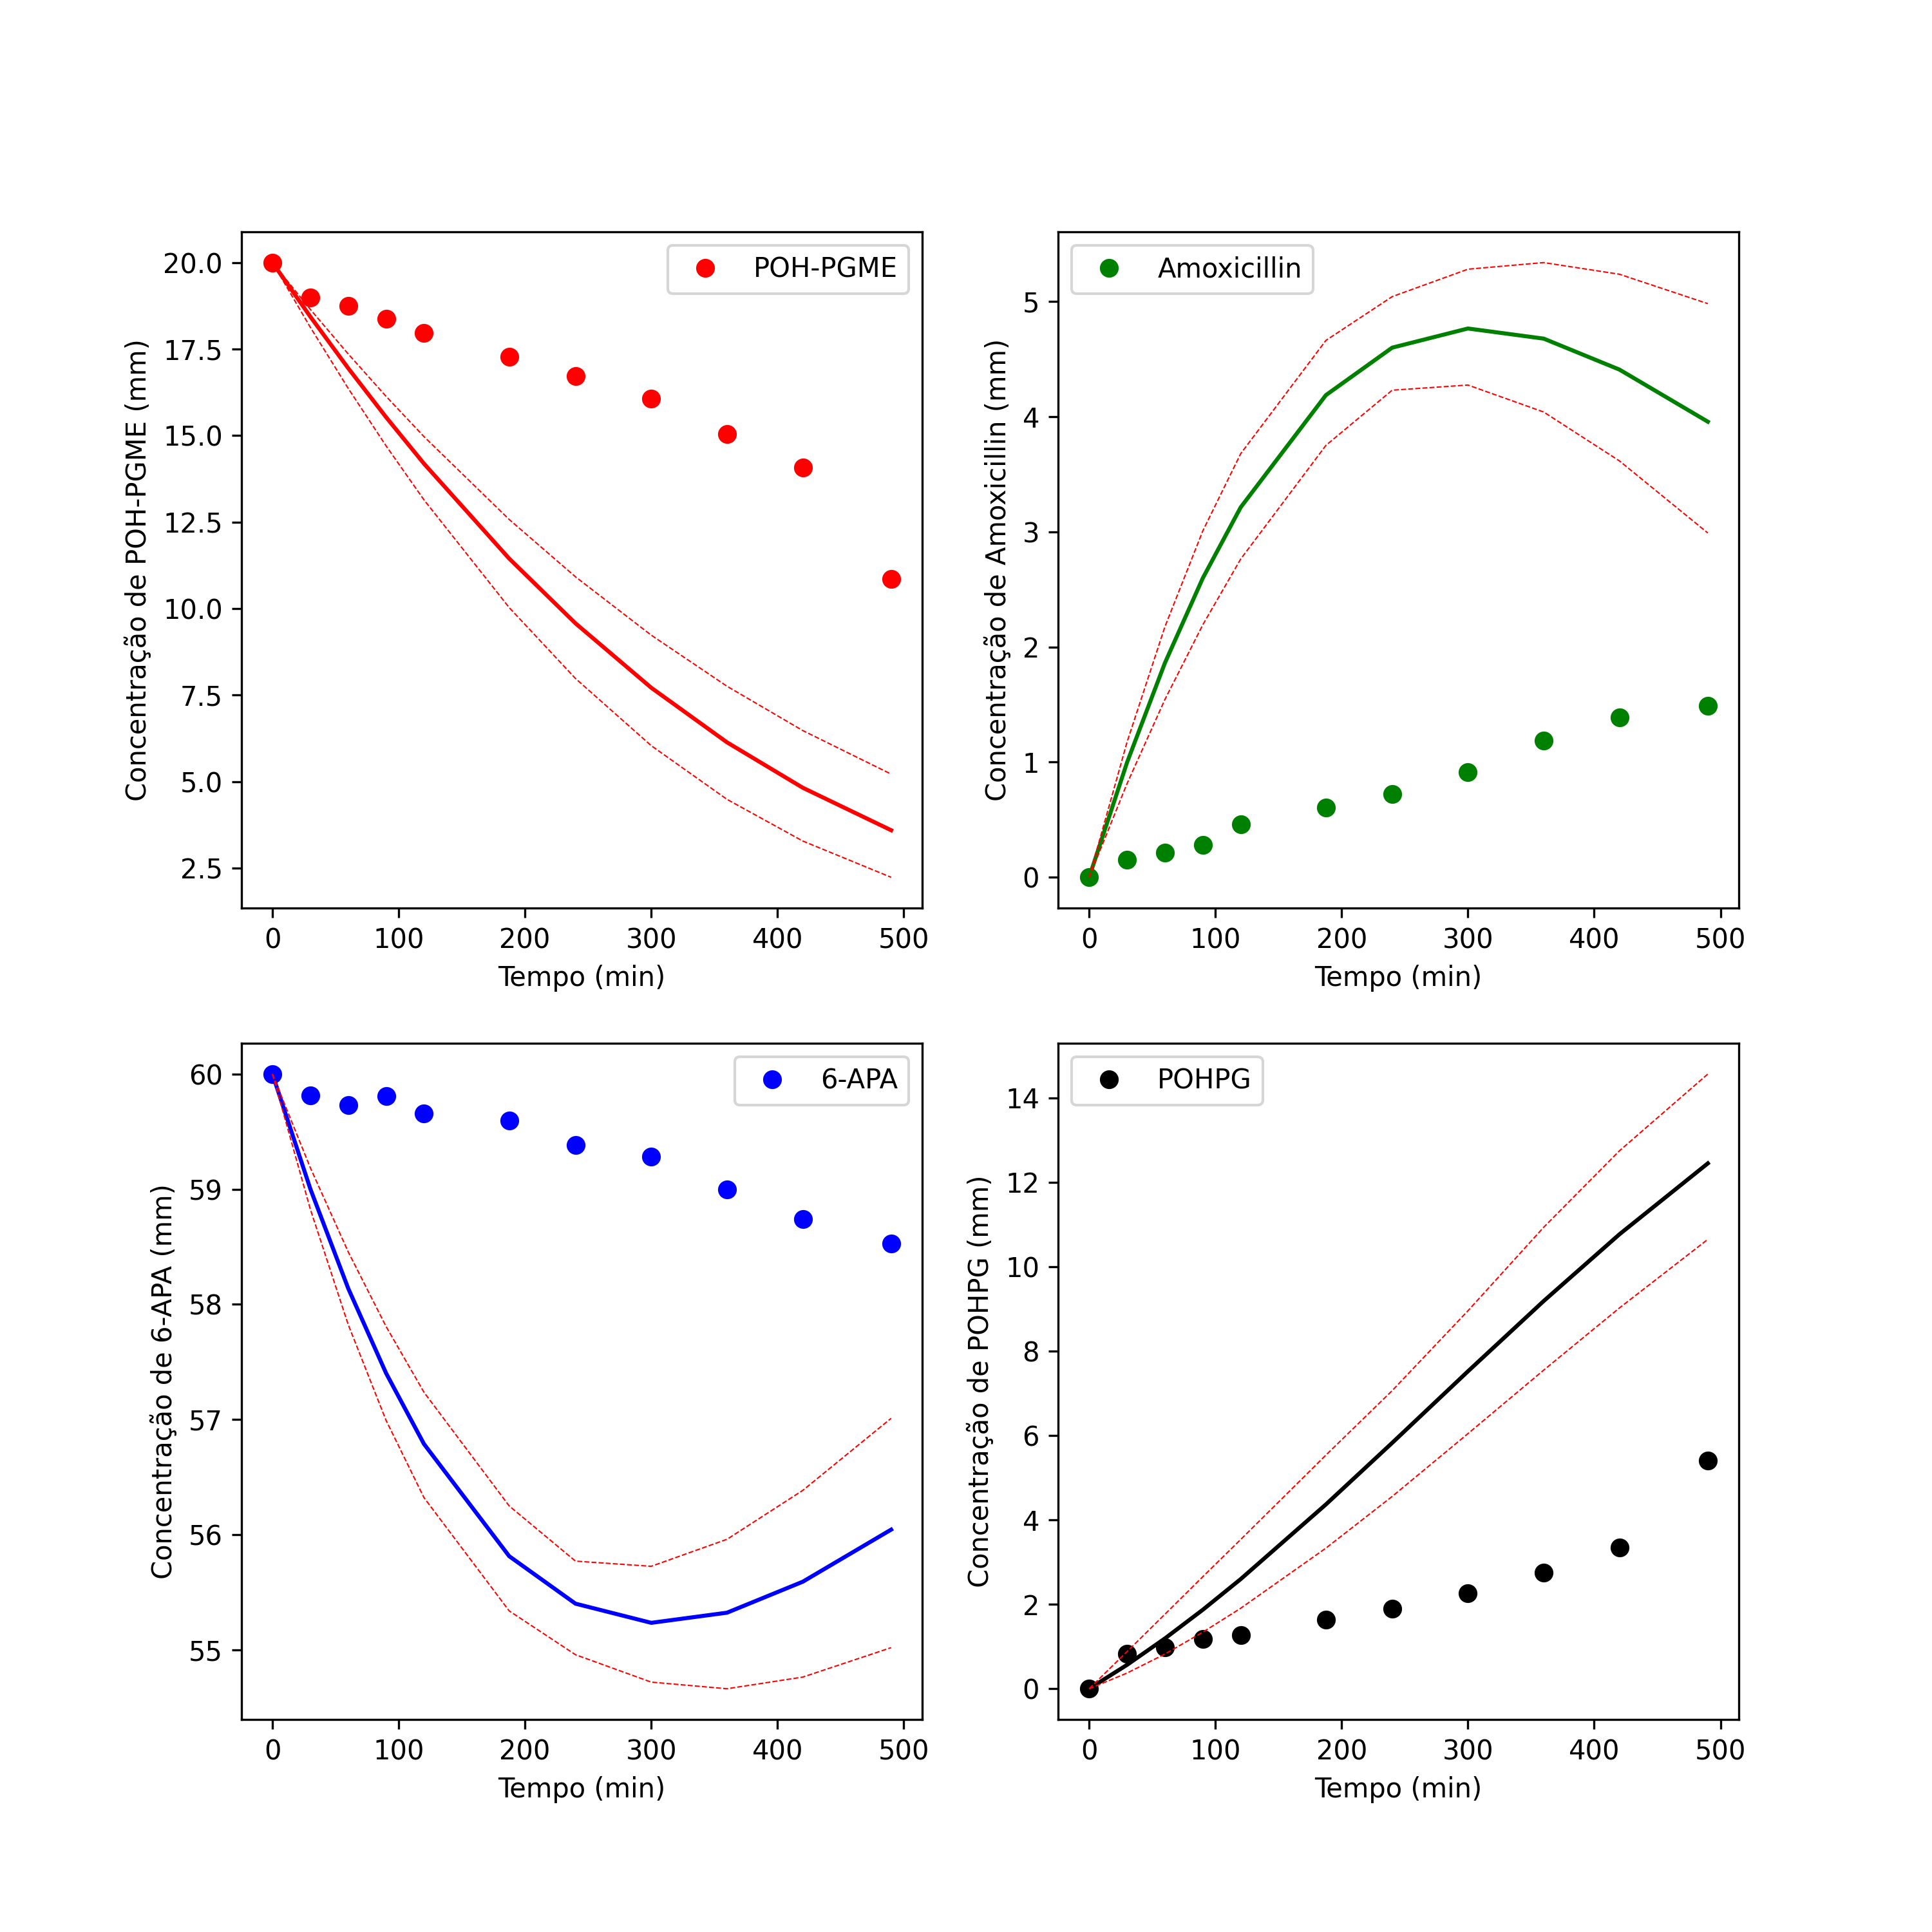 POH-PGME
Concentração de POH-PGME (mm)
20.0
17.5
15.0
12.5
10.0
7.5
5.0
2.5
0 100 200 300 400 500
Tempo (min)
Amoxicillin
Concentração de Amoxicillin (mm)
5
4
3
2
1
0
0 100 200 300 400 500
Tempo (min)
6-APA
Concentração de 6-APA (mm)
60
59
58
57
56
55
0 100 200 300 400 500
Tempo (min)
POHPG
Concentração de POHPG (mm)
14
12
10
8
6
4
2
0
0 100 200 300 400 500
Tempo (min)